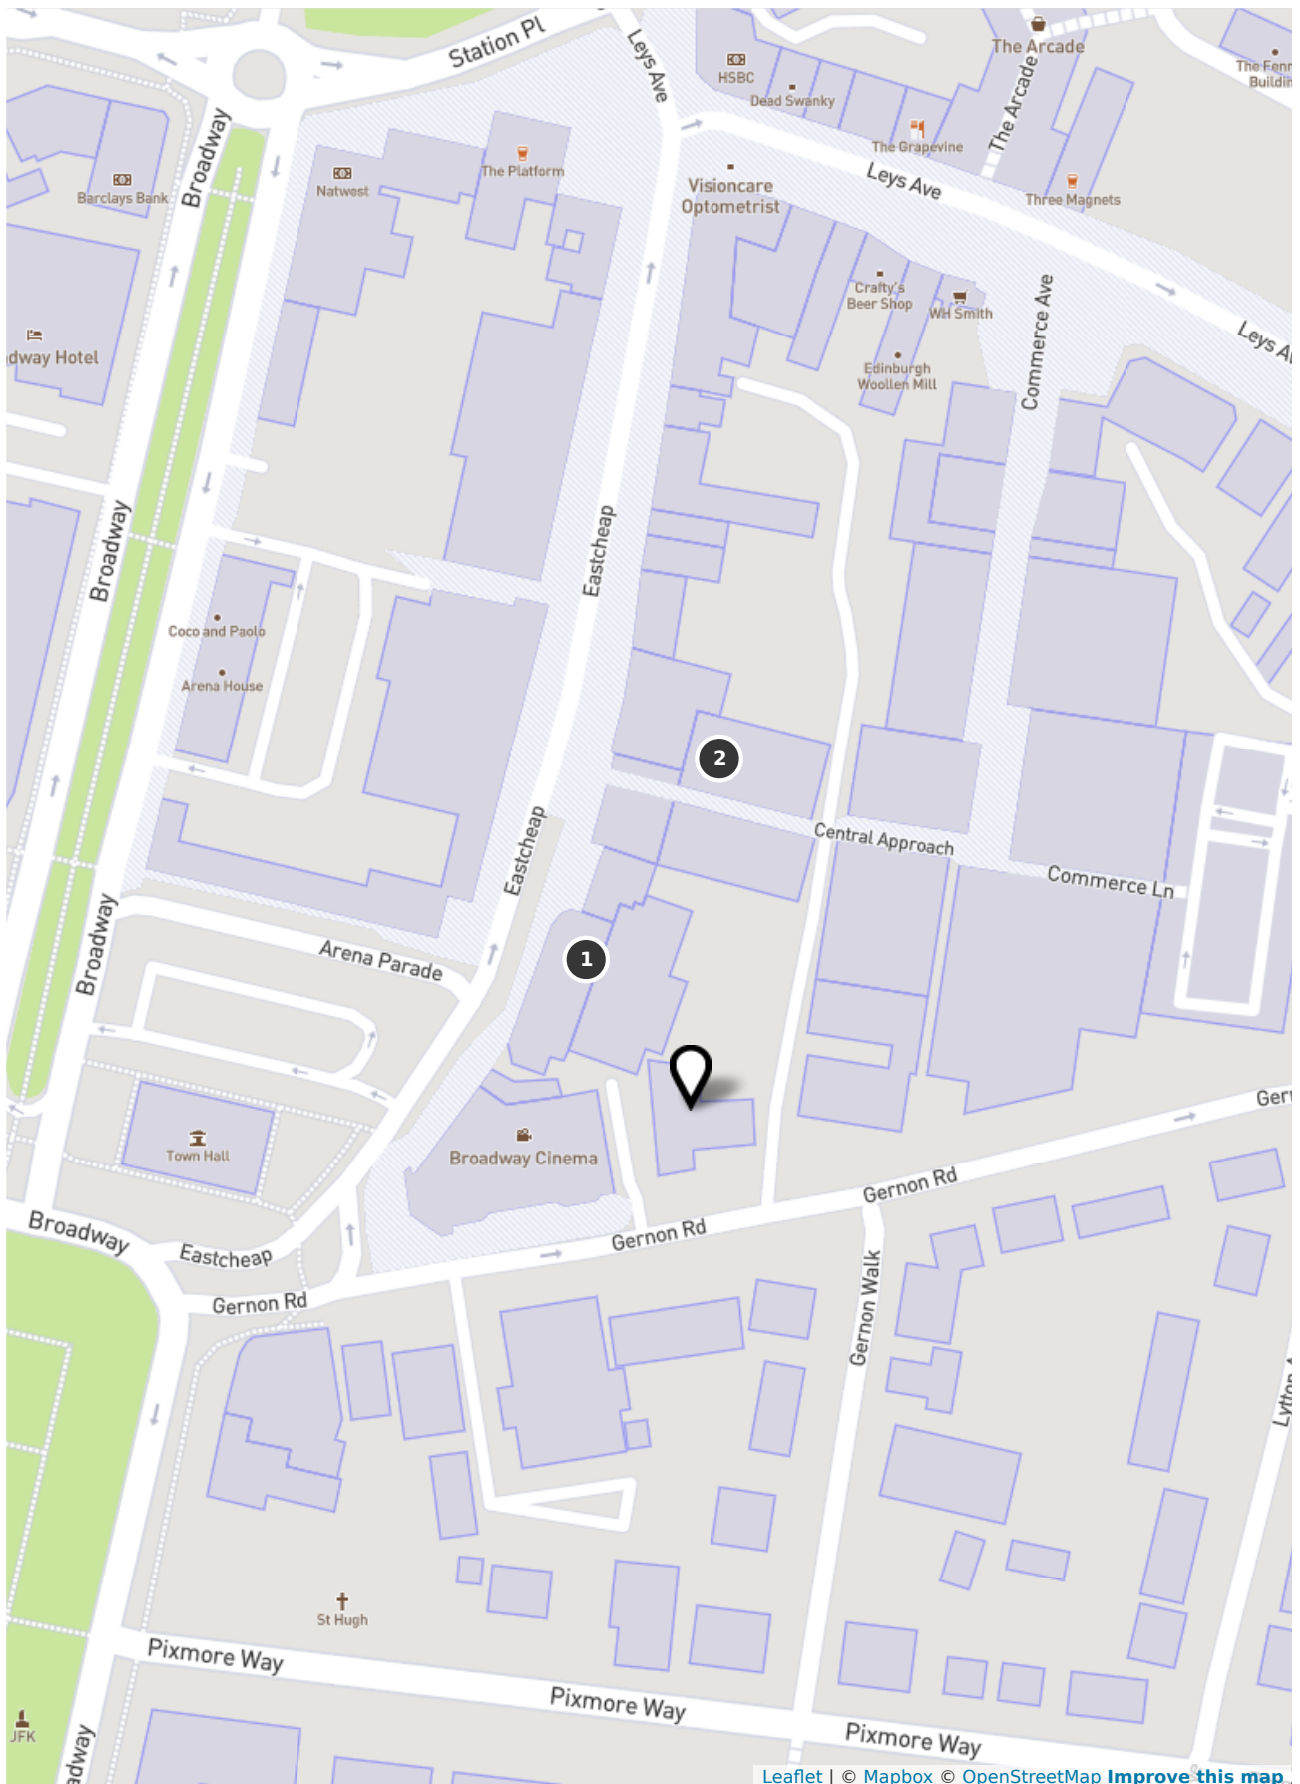 Station Pl
Leys Ave
HSBC
Dead Swanky
The Arcade
The Arcade
The Grapevine
Three Magnets
Leys Ave
Broadway
Barclays Bank
Natwest
The Platform
Visioncare
Optometrist
Crafty's
Beer Shop
WH Smith
Edinburgh
Woollen Mill
Commerce Ave
Leys Av
dway Hotel
Broadway
Eastcheap
Coco and Paolo
Arena House
2
Eastcheap
Central Approach
Commerce Ln
Broadway
Arena Parade
1
Town Hall
Broadway Cinema
Gern
Gernon Rd
Gernon Rd
Broadway
Eastcheap
Gernon Rd
Gernon Walk
St Hugh
Pixmore Way
Pixmore Way
Pixmore Way
JFK
adway
Leaflet | © Mapbox © OpenStreetMap Improve this map